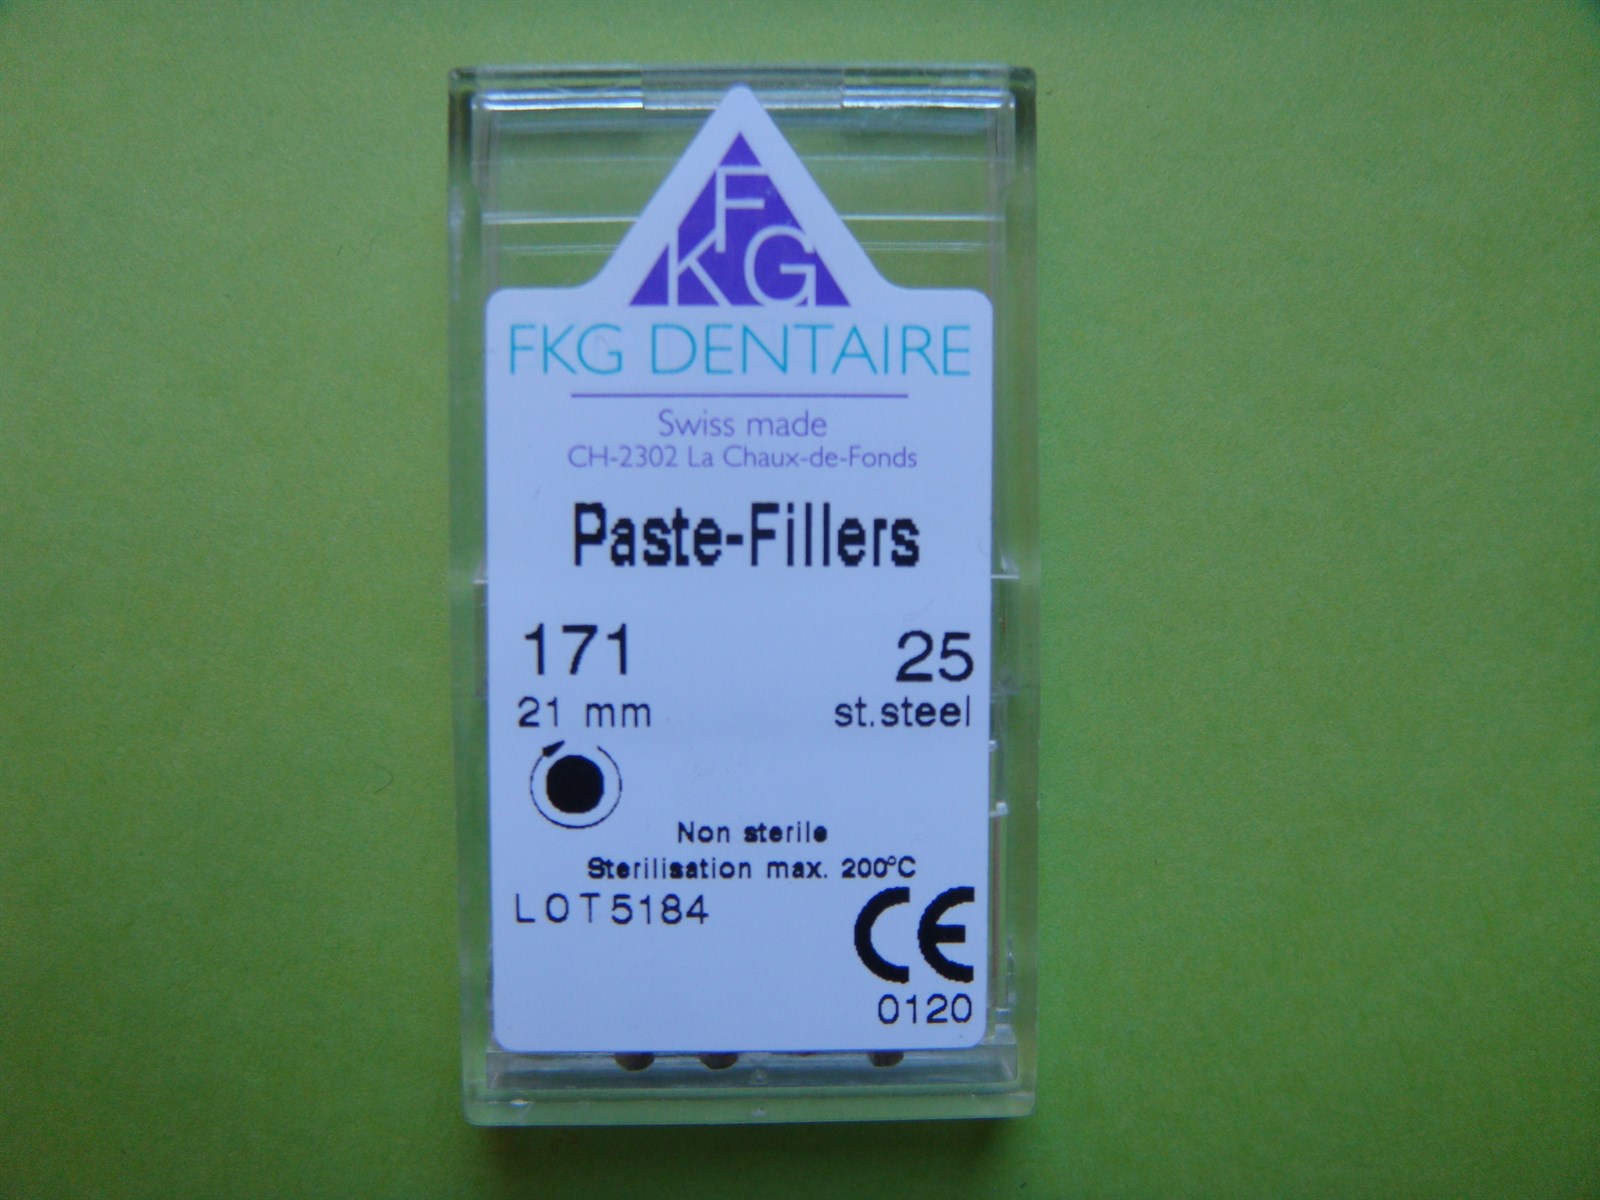 FKG
FKG DENTAIRE
Swiss made
CH-2302 La Chaux-de-Fonds
Paste-Fillers
171 25
21 mm st.steel
Non sterile
Sterilisation max. 200°C
LOT5184
CE
0120